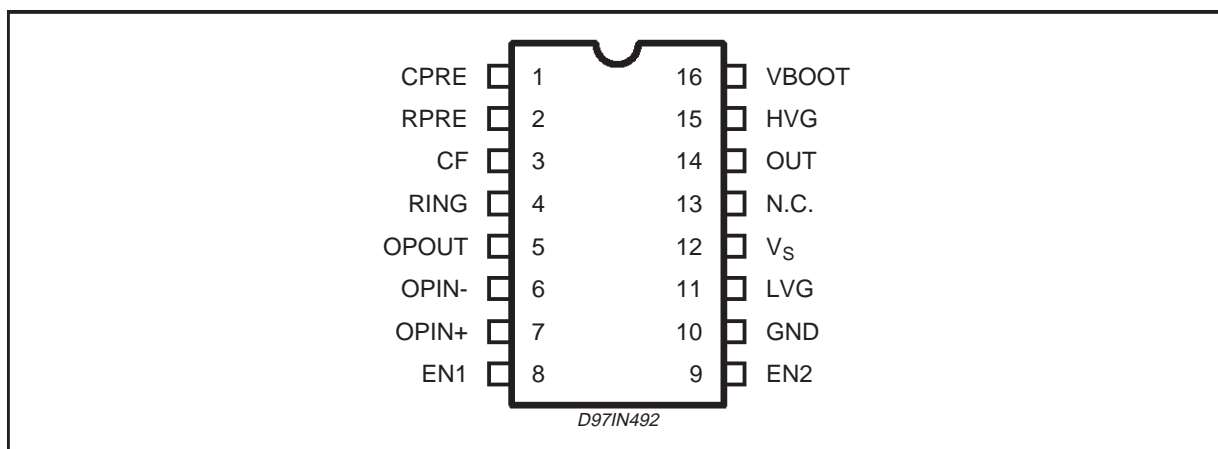 CPRE 1 16 VBOOT
RPRE 2 15 HVG
CF 3 14 OUT
RING 4 13 N.C.
OPOUT 5 12 VS
OPIN- 6 11 LVG
OPIN+ 7 10 GND
EN1 8 9 EN2
D97IN492